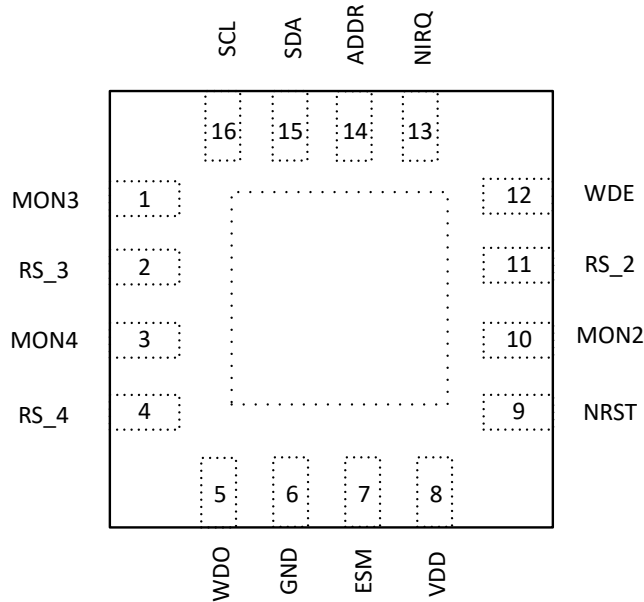 SCL
SDA
ADDR
NIRQ
16
15
14
13
MON3
1
12
WDE
RS_3
2
11
RS_2
MON4
3
10
MON2
RS_4
4
9
NRST
5
6
7
8
WDO
GND
ESM
VDD